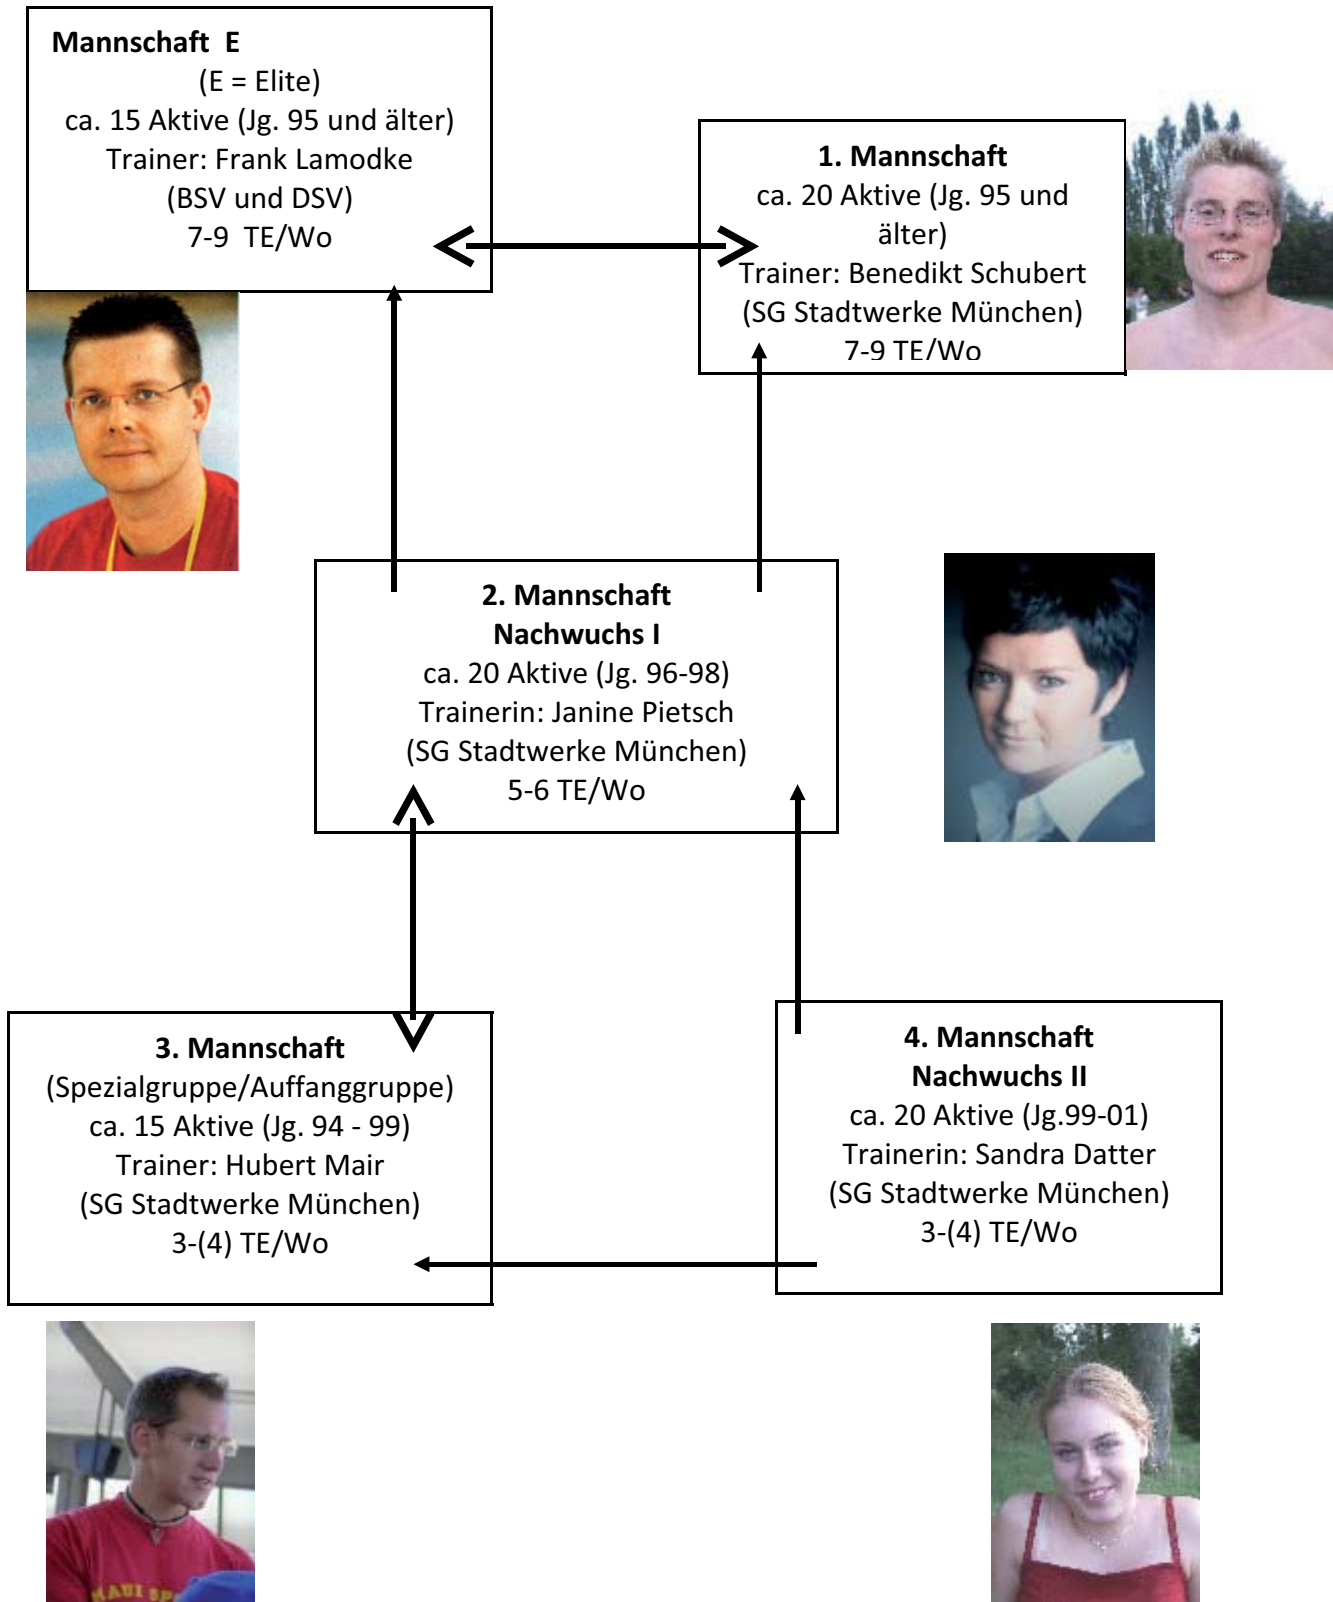 Mannschaft  E
(E = Elite)
ca. 15 Aktive (Jg. 95 und älter)
Trainer: Frank Lamodke
(BSV und DSV)
7-9  TE/Wo
1. Mannschaft
ca. 20 Aktive (Jg. 95 und
älter)
Trainer: Benedikt Schubert
(SG Stadtwerke München)
7-9 TE/Wo
2. Mannschaft
Nachwuchs I
ca. 20 Aktive (Jg. 96-98)
Trainerin: Janine Pietsch
(SG Stadtwerke München)
5-6 TE/Wo
3. Mannschaft
(Spezialgruppe/Auffanggruppe)
ca. 15 Aktive (Jg. 94 - 99)
Trainer: Hubert Mair
(SG Stadtwerke München)
3-(4) TE/Wo
4. Mannschaft
Nachwuchs II
ca. 20 Aktive (Jg.99-01)
Trainerin: Sandra Datter
(SG Stadtwerke München)
3-(4) TE/Wo